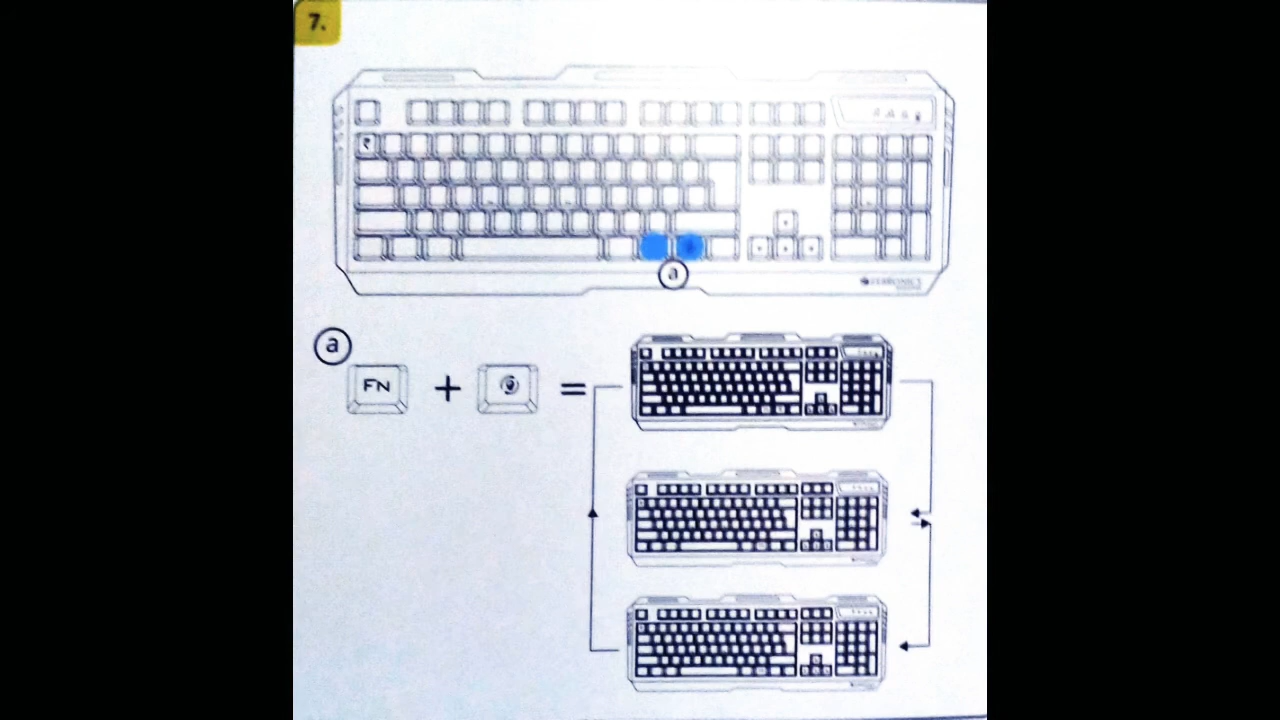 7.
₹
a
a
FN
+
=